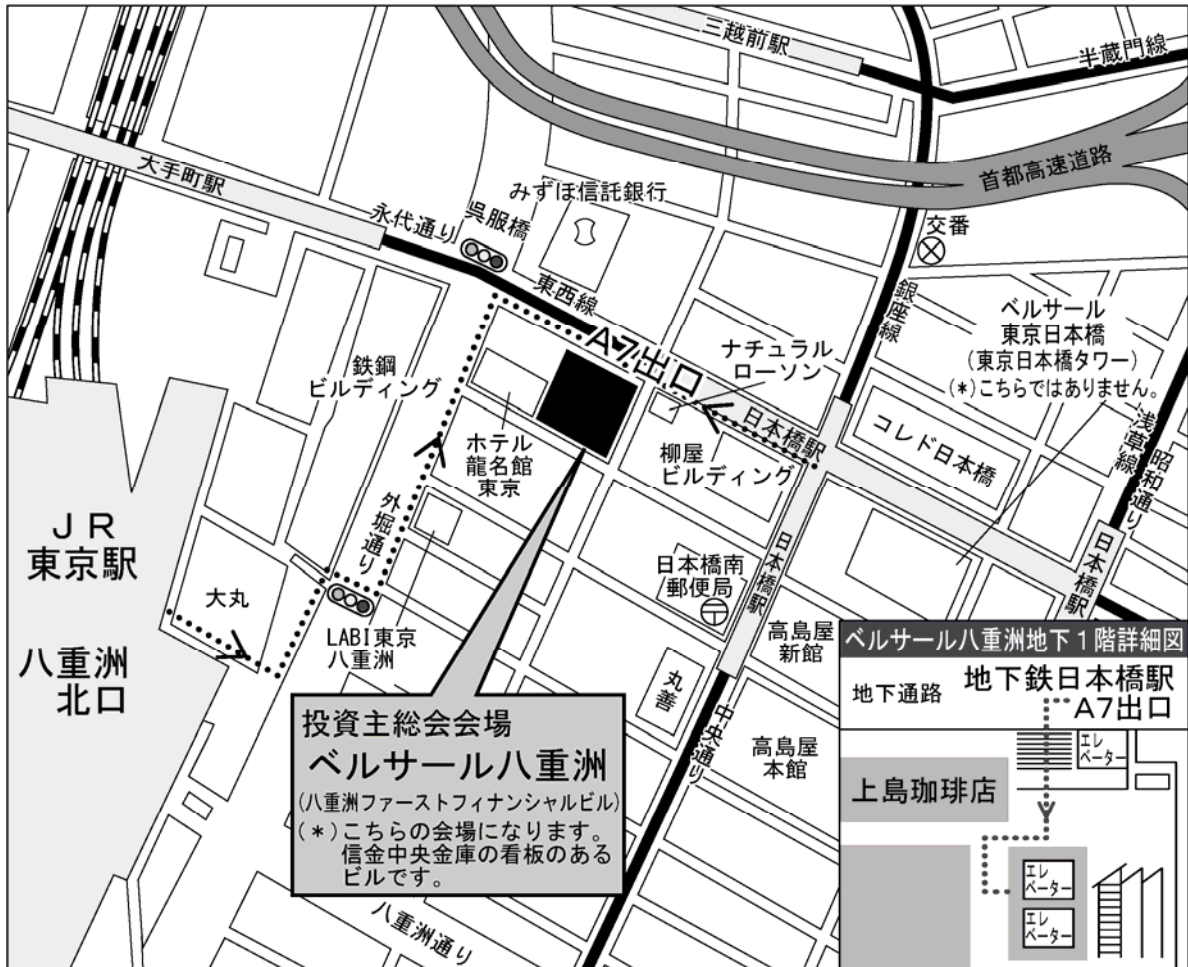 三越前駅
半蔵門線
首都高速道路
大手町駅
みずほ信託銀行
永代通り
呉服橋
交番
東西線
銀座線
ベルサール
東京日本橋
(東京日本橋タワー)
(*)こちらではありません。
A7出口
ナチュラル
ローソン
鉄鋼
ビルディング
日本橋駅
コレド日本橋
浅草線
昭和通り
ホテル
龍名館
東京
柳屋
ビルディング
外堀通り
JR
東京駅
日本橋駅
日本橋駅
日本橋南
郵便局
大丸
LABI東京
八重洲
高島屋
新館
八重洲
北口
丸善
中央通り
高島屋
本館
投資主総会会場
ベルサール八重洲
(八重洲ファーストフィナンシャルビル)
(*)こちらの会場になります。
信金中央金庫の看板のある
ビルです。
八重洲通り
ベルサール八重洲地下1階詳細図
地下通路
地下鉄日本橋駅
A7出口
エレ
ベーター
上島珈琲店
エレ
ベーター
エレ
ベーター